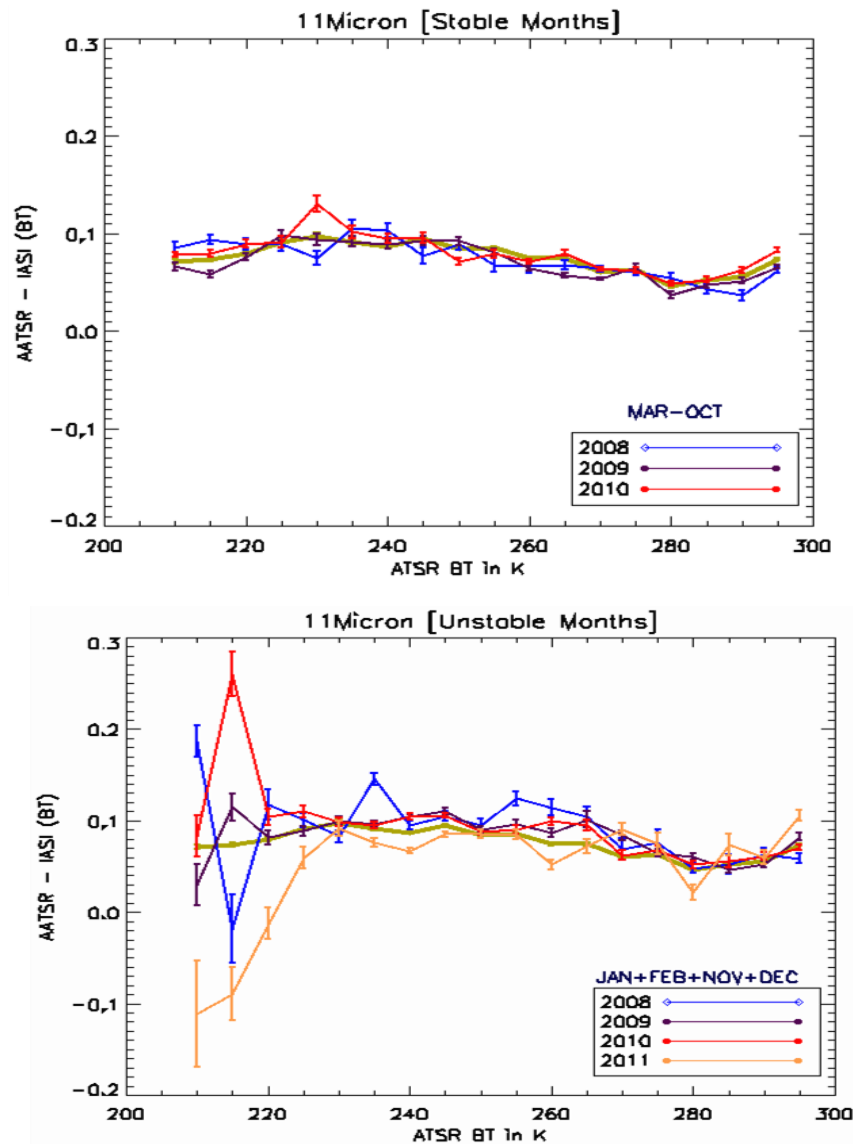 11Micron [Stable Months]
0.3
0.2
0.1
0.0
-0.1
-0.2
AATSR - IASI (BT)
MAR-OCT
2008
2009
2010
200 220 240 260 280 300
ATSR BT in K
11Micron [Unstable Months]
0.3
0.2
0.1
0.0
-0.1
-0.2
AATSR - IASI (BT)
JAN+FEB+NOV+DEC
2008
2009
2010
2011
200 220 240 260 280 300
ATSR BT in K